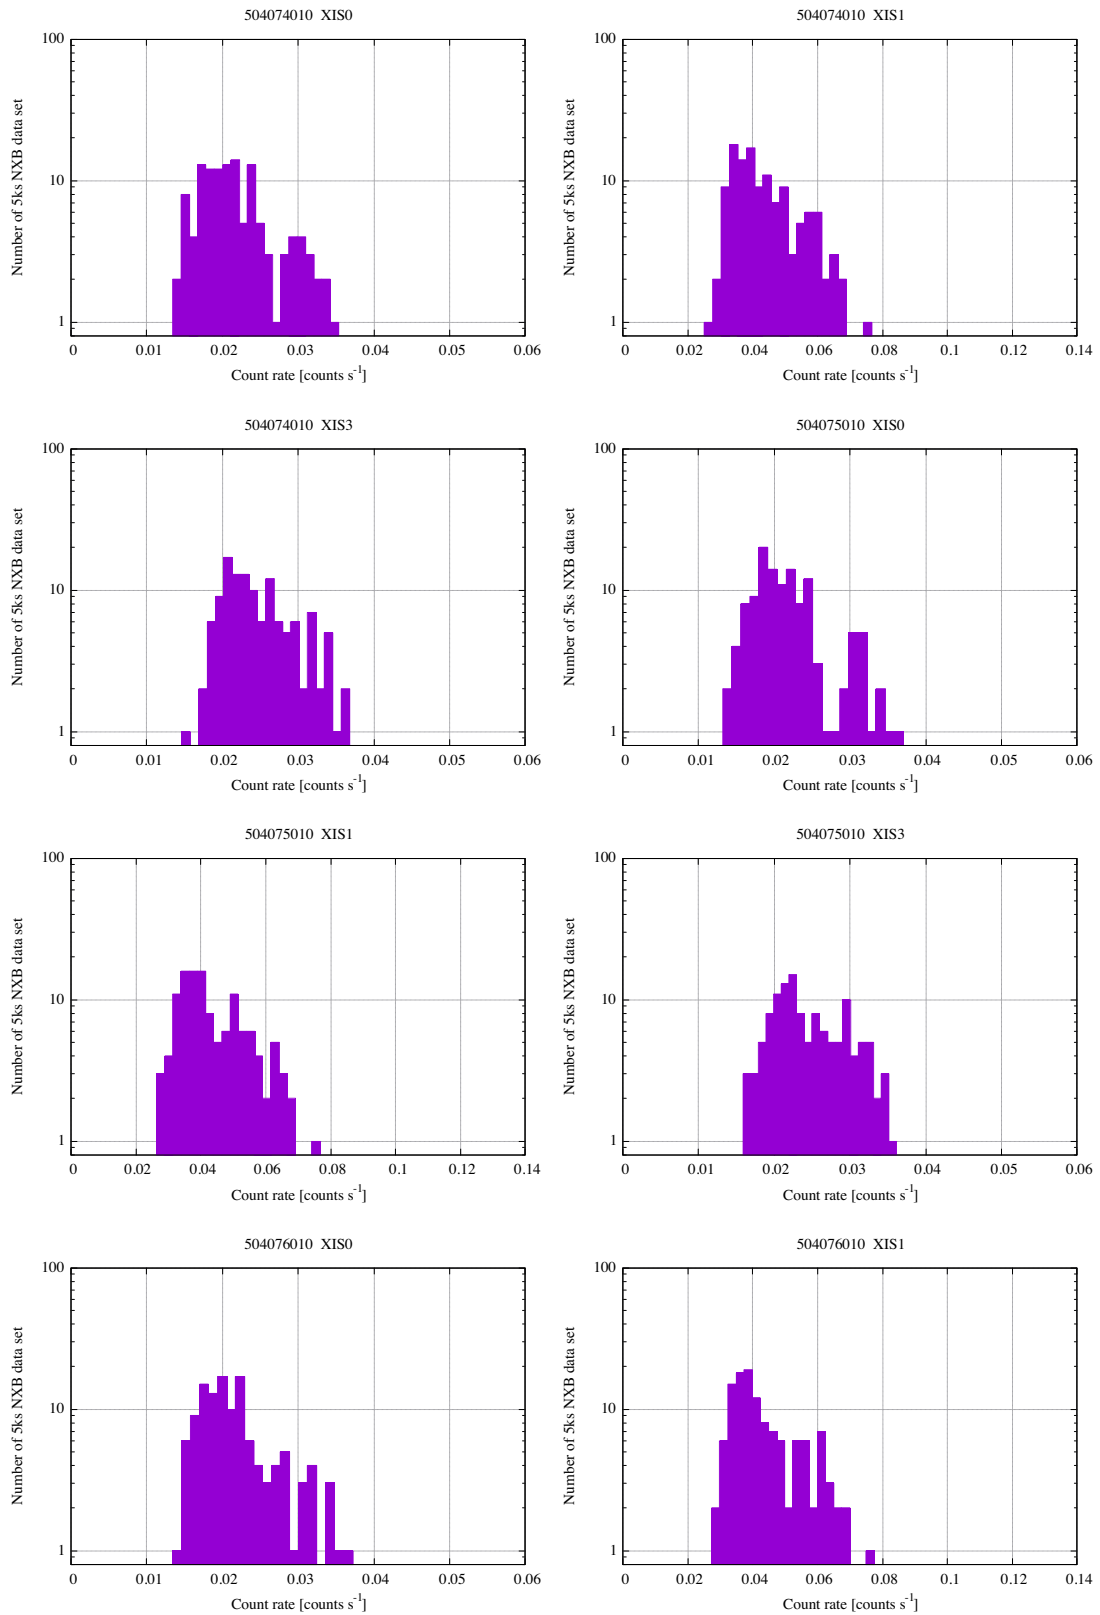 504074010 XIS0
100
10
1
Number of 5ks NXB data set
0 0.01 0.02 0.03 0.04 0.05 0.06
Count rate [counts s⁻¹]
504074010 XIS1
100
10
1
Number of 5ks NXB data set
0 0.02 0.04 0.06 0.08 0.1 0.12 0.14
Count rate [counts s⁻¹]
504074010 XIS3
100
10
1
Number of 5ks NXB data set
0 0.01 0.02 0.03 0.04 0.05 0.06
Count rate [counts s⁻¹]
504075010 XIS0
100
10
1
Number of 5ks NXB data set
0 0.01 0.02 0.03 0.04 0.05 0.06
Count rate [counts s⁻¹]
504075010 XIS1
100
10
1
Number of 5ks NXB data set
0 0.02 0.04 0.06 0.08 0.1 0.12 0.14
Count rate [counts s⁻¹]
504075010 XIS3
100
10
1
Number of 5ks NXB data set
0 0.01 0.02 0.03 0.04 0.05 0.06
Count rate [counts s⁻¹]
504076010 XIS0
100
10
1
Number of 5ks NXB data set
0 0.01 0.02 0.03 0.04 0.05 0.06
Count rate [counts s⁻¹]
504076010 XIS1
100
10
1
Number of 5ks NXB data set
0 0.02 0.04 0.06 0.08 0.1 0.12 0.14
Count rate [counts s⁻¹]